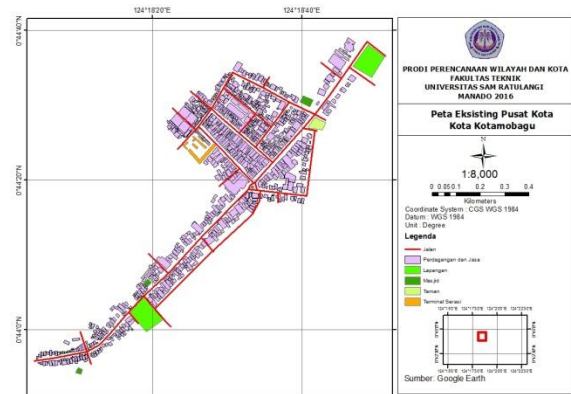 124°18'20"E 124°18'40"E
0°44'40"N
0°44'20"N
0°44'0"N
PRODI PERENCANAAN WILAYAH DAN KOTA
FAKULTAS TEKNIK
UNIVERSITAS SAM RATULANGI
MANADO 2016
Peta Eksisting Pusat Kota
Kota Kotamobagu
N
1:8,000
0 0.05 0.1 0.2 0.3 0.4
Kilometers
Coordinate System : CGS WGS 1984
Datum : WGS 1984
Unit : Degree
Legenda
Jalan
Perdagangan dan Jasa
Lapangan
Masjid
Taman
Terminal Serasi
Sumber: Google Earth